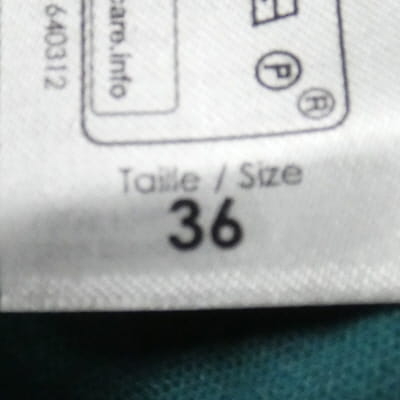 640312
care.info
P
®
Taille / Size
36